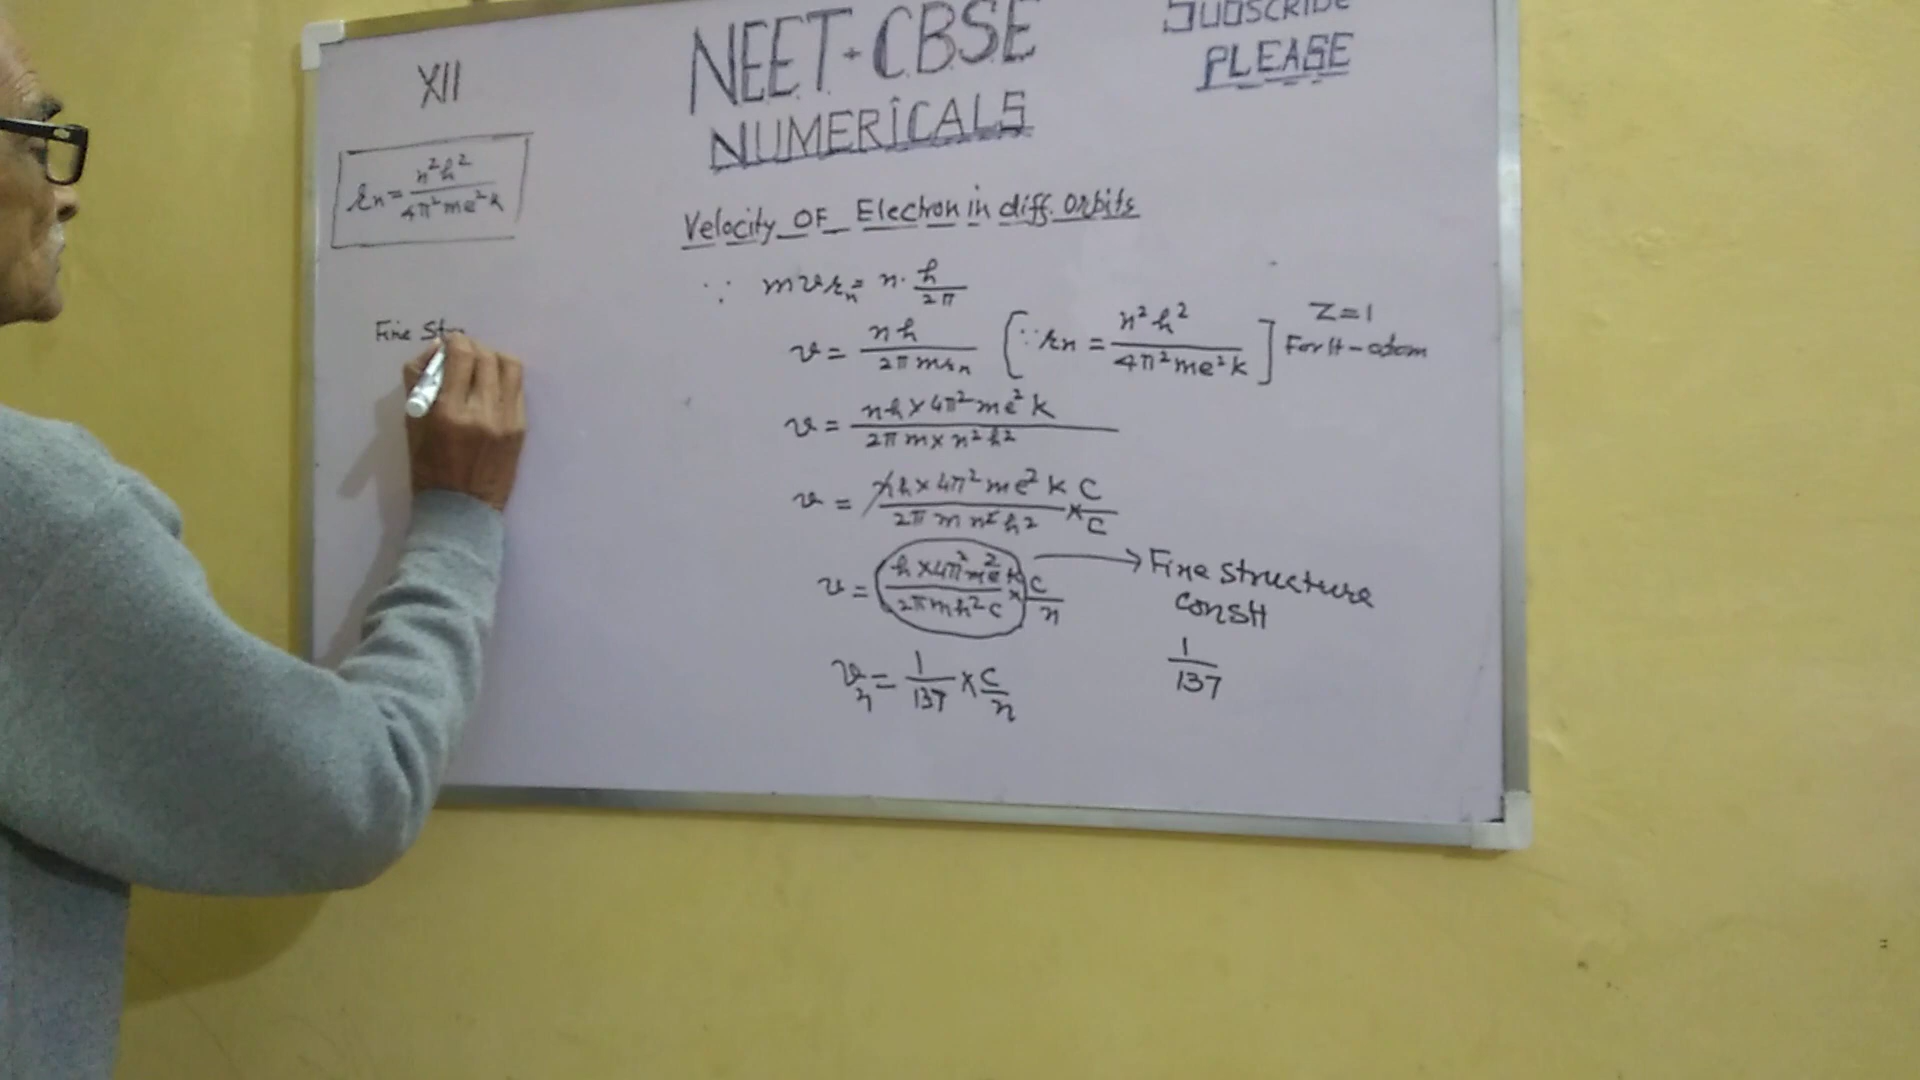 XII
NEET-C.B.S.E
NUMERICALS
SUBSCRIBE
PLEASE
rn = n²h² / 4π²me²k
Velocity OF Electron in diff. orbits
∵ mvrn = n · h / 2π
v = nh / 2πmrn [∵ rn = n²h² / 4π²me²k] Z=1
For H-atom
v = nh × 4π²me²k / 2πm × n²h²
v = nh × 4π²me²k / 2πmn²h² × C / C
v = h × 4π²me²k / 2πmh²c × c / n → Fine structure
const
vn = 1 / 137 × c / n
1 / 137
Fine Str